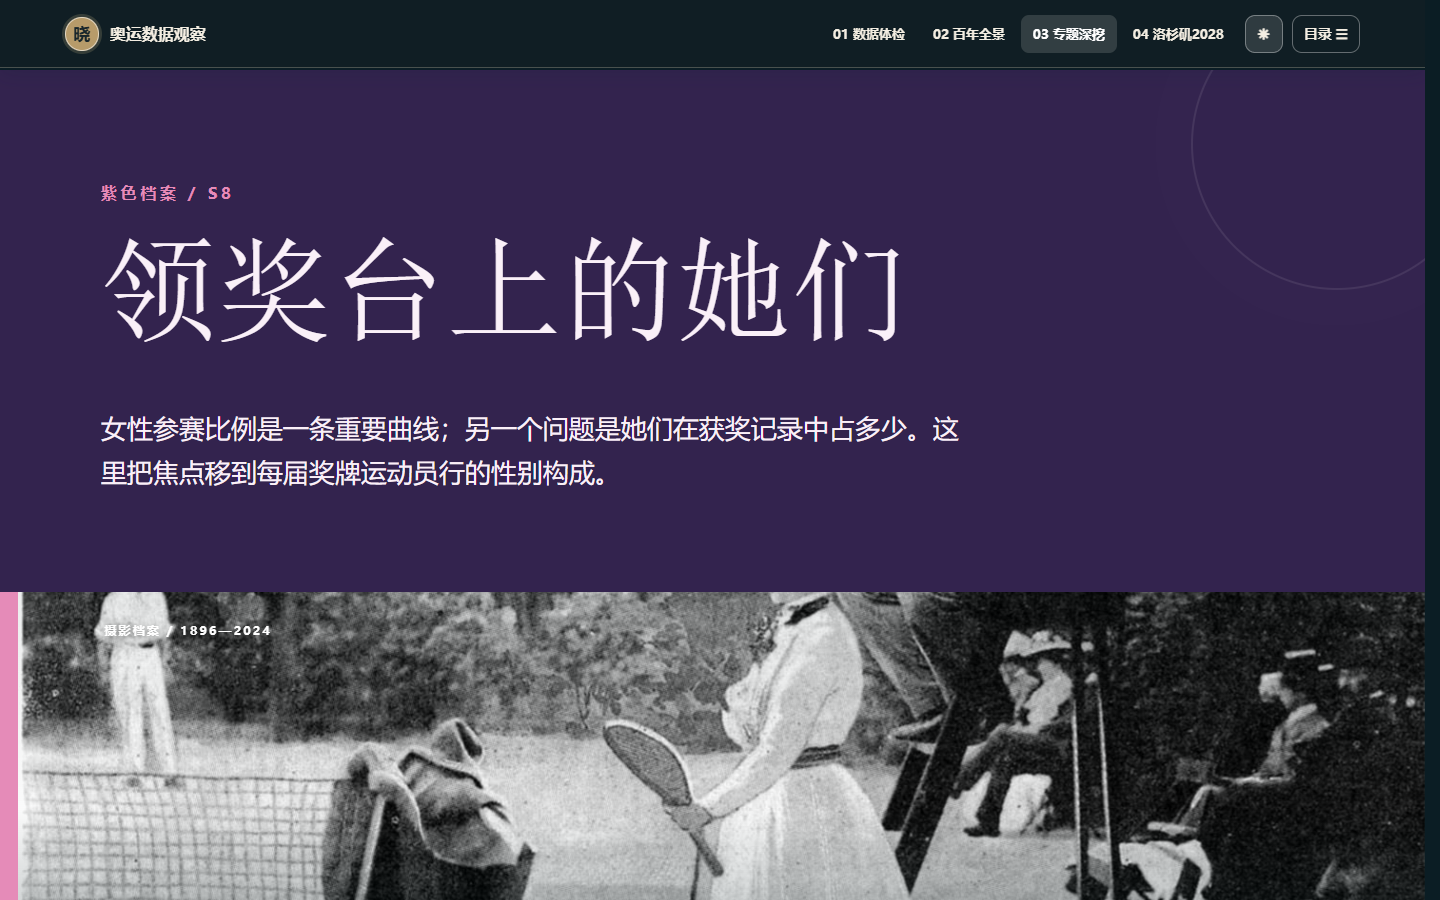 晓 奥运数据观察 01 数据体检 02 百年全景 03 专题深挖 04 洛杉矶2028 目录
紫色档案 / S8
领奖台上的她们
女性参赛比例是一条重要曲线；另一个问题是她们在获奖记录中占多少。这
里把焦点移到每届奖牌运动员行的性别构成。
摄影档案 / 1896—2024